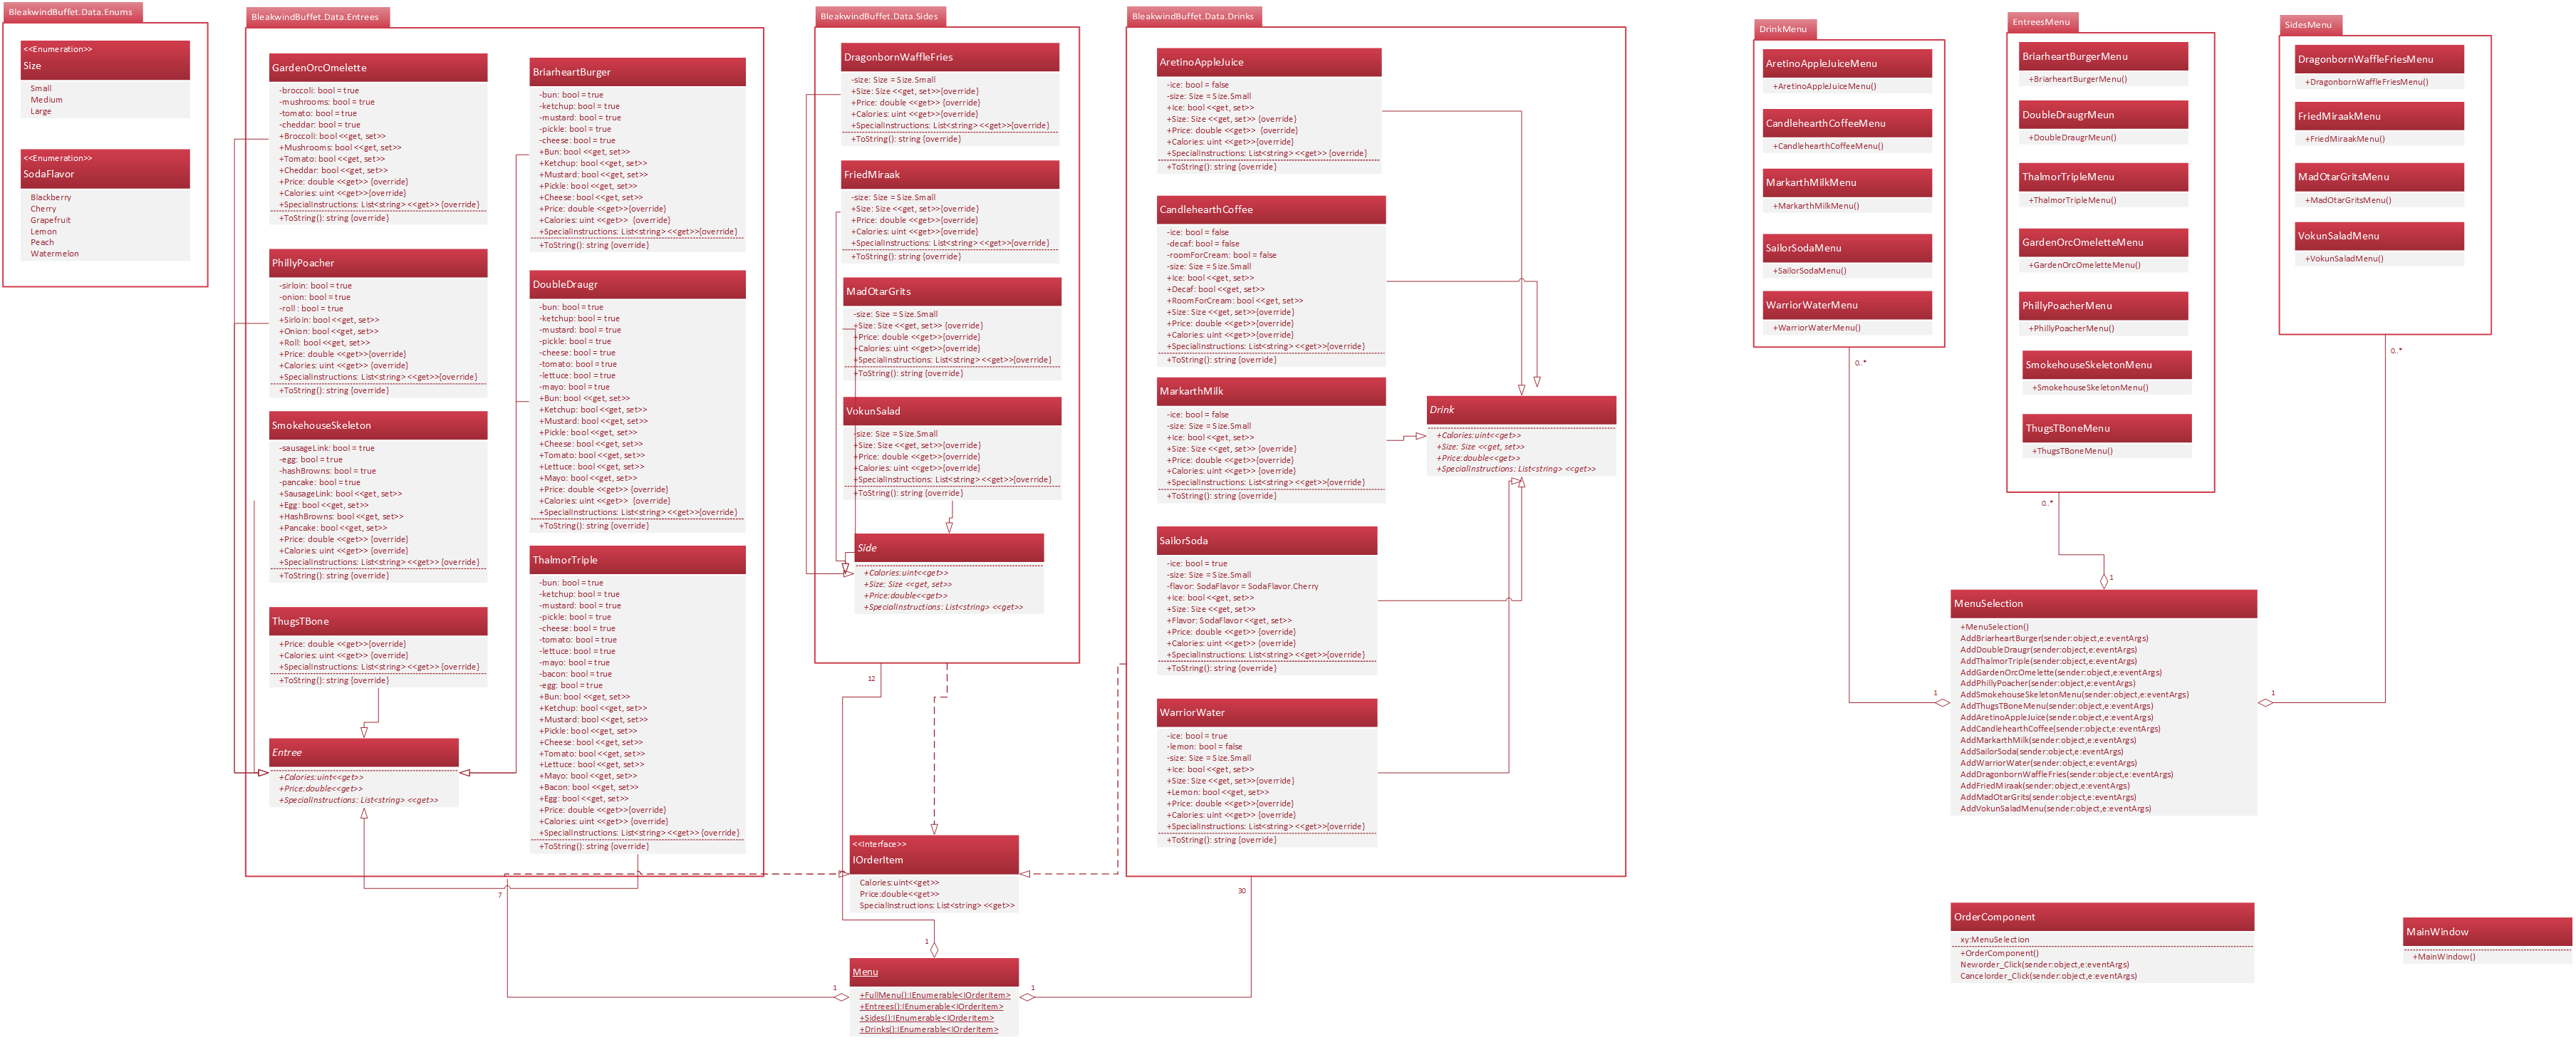 BleakwindBuffet.Data.Enums
<<Enumeration>>
Size
Small
Medium
Large
<<Enumeration>>
SodaFlavor
Blackberry
Cherry
Grapefruit
Lemon
Peach
Watermelon
BleakwindBuffet.Data.Entrees
GardenOrcOmelette
-broccoli: bool = true
-mushrooms: bool = true
-tomato: bool = true
-cheddar: bool = true
+Broccoli: bool <<get, set>>
+Mushrooms: bool <<get, set>>
+Tomato: bool <<get, set>>
+Cheddar: bool <<get, set>>
+Price: double <<get>> {override}
+Calories: uint <<get>>{override}
+SpecialInstructions: List<string> <<get>> {override}
+ToString(): string {override}
PhillyPoacher
-sirloin: bool = true
-onion: bool = true
-roll : bool = true
+Sirloin: bool <<get, set>>
+Onion: bool <<get, set>>
+Roll: bool <<get, set>>
+Price: double <<get>>{override}
+Calories: uint <<get>> {override}
+SpecialInstructions: List<string> <<get>>{override}
+ToString(): string {override}
SmokehouseSkeleton
-sausageLink: bool = true
-egg: bool = true
-hashBrowns: bool = true
-pancake: bool = true
+SausageLink: bool <<get, set>>
+Egg: bool <<get, set>>
+HashBrowns: bool <<get, set>>
+Pancake: bool <<get, set>>
+Price: double <<get>> {override}
+Calories: uint <<get>> {override}
+SpecialInstructions: List<string> <<get>>{override}
+ToString(): string {override}
ThugsTBone
+Price: double <<get>>{override}
+Calories: uint <<get>> {override}
+SpecialInstructions: List<string> <<get>> {override}
+ToString(): string {override}
Entree
+Calories:uint<<get>>
+Price:double<<get>>
+SpecialInstructions: List<string> <<get>>
BriarheartBurger
-bun: bool = true
-ketchup: bool = true
-mustard: bool = true
-pickle: bool = true
-cheese: bool = true
+Bun: bool <<get, set>>
+Ketchup: bool <<get, set>>
+Mustard: bool <<get, set>>
+Pickle: bool <<get, set>>
+Cheese: bool <<get, set>>
+Price: double <<get>>{override}
+Calories: uint <<get>> {override}
+SpecialInstructions: List<string> <<get>>{override}
+ToString(): string {override}
DoubleDraugr
-bun: bool = true
-ketchup: bool = true
-mustard: bool = true
-pickle: bool = true
-cheese: bool = true
-tomato: bool = true
-lettuce: bool = true
-mayo: bool = true
+Bun: bool <<get, set>>
+Ketchup: bool <<get, set>>
+Mustard: bool <<get, set>>
+Pickle: bool <<get, set>>
+Cheese: bool <<get, set>>
+Tomato: bool <<get, set>>
+Lettuce: bool <<get, set>>
+Mayo: bool <<get, set>>
+Price: double <<get>> {override}
+Calories: uint <<get>> {override}
+SpecialInstructions: List<string> <<get>>{override}
+ToString(): string {override}
ThalmorTriple
-bun: bool = true
-ketchup: bool = true
-mustard: bool = true
-pickle: bool = true
-cheese: bool = true
-tomato: bool = true
-lettuce: bool = true
-mayo: bool = true
-bacon: bool = true
-egg: bool = true
+Bun: bool <<get, set>>
+Ketchup: bool <<get, set>>
+Mustard: bool <<get, set>>
+Pickle: bool <<get, set>>
+Cheese: bool <<get, set>>
+Tomato: bool <<get, set>>
+Lettuce: bool <<get, set>>
+Mayo: bool <<get, set>>
+Bacon: bool <<get, set>>
+Egg: bool <<get, set>>
+Price: double <<get>>{override}
+Calories: uint <<get>> {override}
+SpecialInstructions: List<string> <<get>> {override}
+ToString(): string {override}
7
BleakwindBuffet.Data.Sides
DragonbornWaffleFries
-size: Size = Size.Small
+Size: Size <<get, set>>{override}
+Price: double <<get>> {override}
+Calories: uint <<get>>{override}
+SpecialInstructions: List<string> <<get>>{override}
+ToString(): string {override}
FriedMiraak
-size: Size = Size.Small
+Size: Size <<get, set>>{override}
+Price: double <<get>>{override}
+Calories: uint <<get>>{override}
+SpecialInstructions: List<string> <<get>>{override}
+ToString(): string {override}
MadOtarGrits
-size: Size = Size.Small
+Size: Size <<get, set>> {override}
+Price: double <<get>>{override}
+Calories: uint <<get>>{override}
+SpecialInstructions: List<string> <<get>>{override}
+ToString(): string {override}
VokunSalad
-size: Size = Size.Small
+Size: Size <<get, set>>{override}
+Price: double <<get>>{override}
+Calories: uint <<get>>{override}
+SpecialInstructions: List<string> <<get>>{override}
+ToString(): string {override}
Side
+Calories:uint<<get>>
+Size: Size <<get, set>>
+Price:double<<get>>
+SpecialInstructions: List<string> <<get>>
12
<<Interface>>
IOrderItem
Calories:uint<<get>>
Price:double<<get>>
SpecialInstructions: List<string> <<get>>
1
1
1
Menu
+FullMenu():IEnumerable<IOrderItem>
+Entrees():IEnumerable<IOrderItem>
+Sides():IEnumerable<IOrderItem>
+Drinks():IEnumerable<IOrderItem>
BleakwindBuffet.Data.Drinks
AretinoAppleJuice
-ice: bool = false
-size: Size = Size.Small
+Ice: bool <<get, set>>
+Size: Size <<get, set>> {override}
+Price: double <<get>> {override}
+Calories: uint <<get>>{override}
+SpecialInstructions: List<string> <<get>> {override}
+ToString(): string {override}
CandlehearthCoffee
-ice: bool = false
-decaf: bool = false
-roomForCream: bool = false
-size: Size = Size.Small
+Ice: bool <<get, set>>
+Decaf: bool <<get, set>>
+RoomForCream: bool <<get, set>>
+Size: Size <<get, set>>{override}
+Price: double <<get>>{override}
+Calories: uint <<get>>{override}
+SpecialInstructions: List<string> <<get>>{override}
+ToString(): string {override}
MarkarthMilk
-ice: bool = false
-size: Size = Size.Small
+Ice: bool <<get, set>>
+Size: Size <<get, set>>{override}
+Price: double <<get>>{override}
+Calories: uint <<get>> {override}
+SpecialInstructions: List<string> <<get>>{override}
+ToString(): string {override}
SailorSoda
-ice: bool = true
-size: Size = Size.Small
-flavor: SodaFlavor = SodaFlavor.Cherry
+Ice: bool <<get, set>>
+Size: Size <<get, set>>
+Flavor: SodaFlavor <<get, set>>
+Price: double <<get>> {override}
+Calories: uint <<get>> {override}
+SpecialInstructions: List<string> <<get>>{override}
+ToString(): string {override}
WarriorWater
-ice: bool = true
-lemon: bool = false
-size: Size = Size.Small
+Ice: bool <<get, set>>
+Size: Size <<get, set>>{override}
+Lemon: bool <<get, set>>
+Price: double <<get>>{override}
+Calories: uint <<get>>{override}
+SpecialInstructions: List<string> <<get>>{override}
+ToString(): string {override}
Drink
+Calories:uint<<get>>
+Size: Size <<get, set>>
+Price:double<<get>>
+SpecialInstructions: List<string> <<get>>
30
DrinkMenu
AretinoAppleJuiceMenu
+AretinoAppleJuiceMenu()
CandlehearthCoffeeMenu
+CandlehearthCoffeeMenu()
MarkarthMilkMenu
+MarkarthMilkMenu()
SailorSodaMenu
+SailorSodaMenu()
WarriorWaterMenu
+WarriorWaterMenu()
0..*
EntreesMenu
BriarheartBurgerMenu
+BriarheartBurgerMenu()
DoubleDraugrMeun
+DoubleDraugrMeun()
ThalmorTripleMenu
+ThalmorTripleMenu()
GardenOrcOmeletteMenu
+GardenOrcOmeletteMenu()
PhillyPoacherMenu
+PhillyPoacherMenu()
SmokehouseSkeletonMenu
+SmokehouseSkeletonMenu()
ThugsTBoneMenu
+ThugsTBoneMenu()
0..*
SidesMenu
DragonbornWaffleFriesMenu
+DragonbornWaffleFriesMenu()
FriedMiraakMenu
+FriedMiraakMenu()
MadOtarGritsMenu
+MadOtarGritsMenu()
VokunSaladMenu
+VokunSaladMenu()
0..*
1
1
1
MenuSelection
+MenuSelection()
AddBriarheartBurger(sender:object,e:eventArgs)
AddDoubleDraugr(sender:object,e:eventArgs)
AddThalmorTriple(sender:object,e:eventArgs)
AddGardenOrcOmelette(sender:object,e:eventArgs)
AddPhillyPoacher(sender:object,e:eventArgs)
AddSmokehouseSkeletonMenu(sender:object,e:eventArgs)
AddThugsTBoneMenu(sender:object,e:eventArgs)
AddAretinoAppleJuice(sender:object,e:eventArgs)
AddCandlehearthCoffee(sender:object,e:eventArgs)
AddMarkathMilk(sender:object,e:eventArgs)
AddSailorSoda(sender:object,e:eventArgs)
AddWarriorWater(sender:object,e:eventArgs)
AddDragonbornWaffleFries(sender:object,e:eventArgs)
AddFriedMiraak(sender:object,e:eventArgs)
AddMadOtarGrits(sender:object,e:eventArgs)
AddVokunSaladMenu(sender:object,e:eventArgs)
OrderComponent
xy:MenuSelection
+OrderComponent()
Neworder_Click(sender:object,e:eventArgs)
Cancelorder_Click(sender:object,e:eventArgs)
MainWindow
+MainWindow()